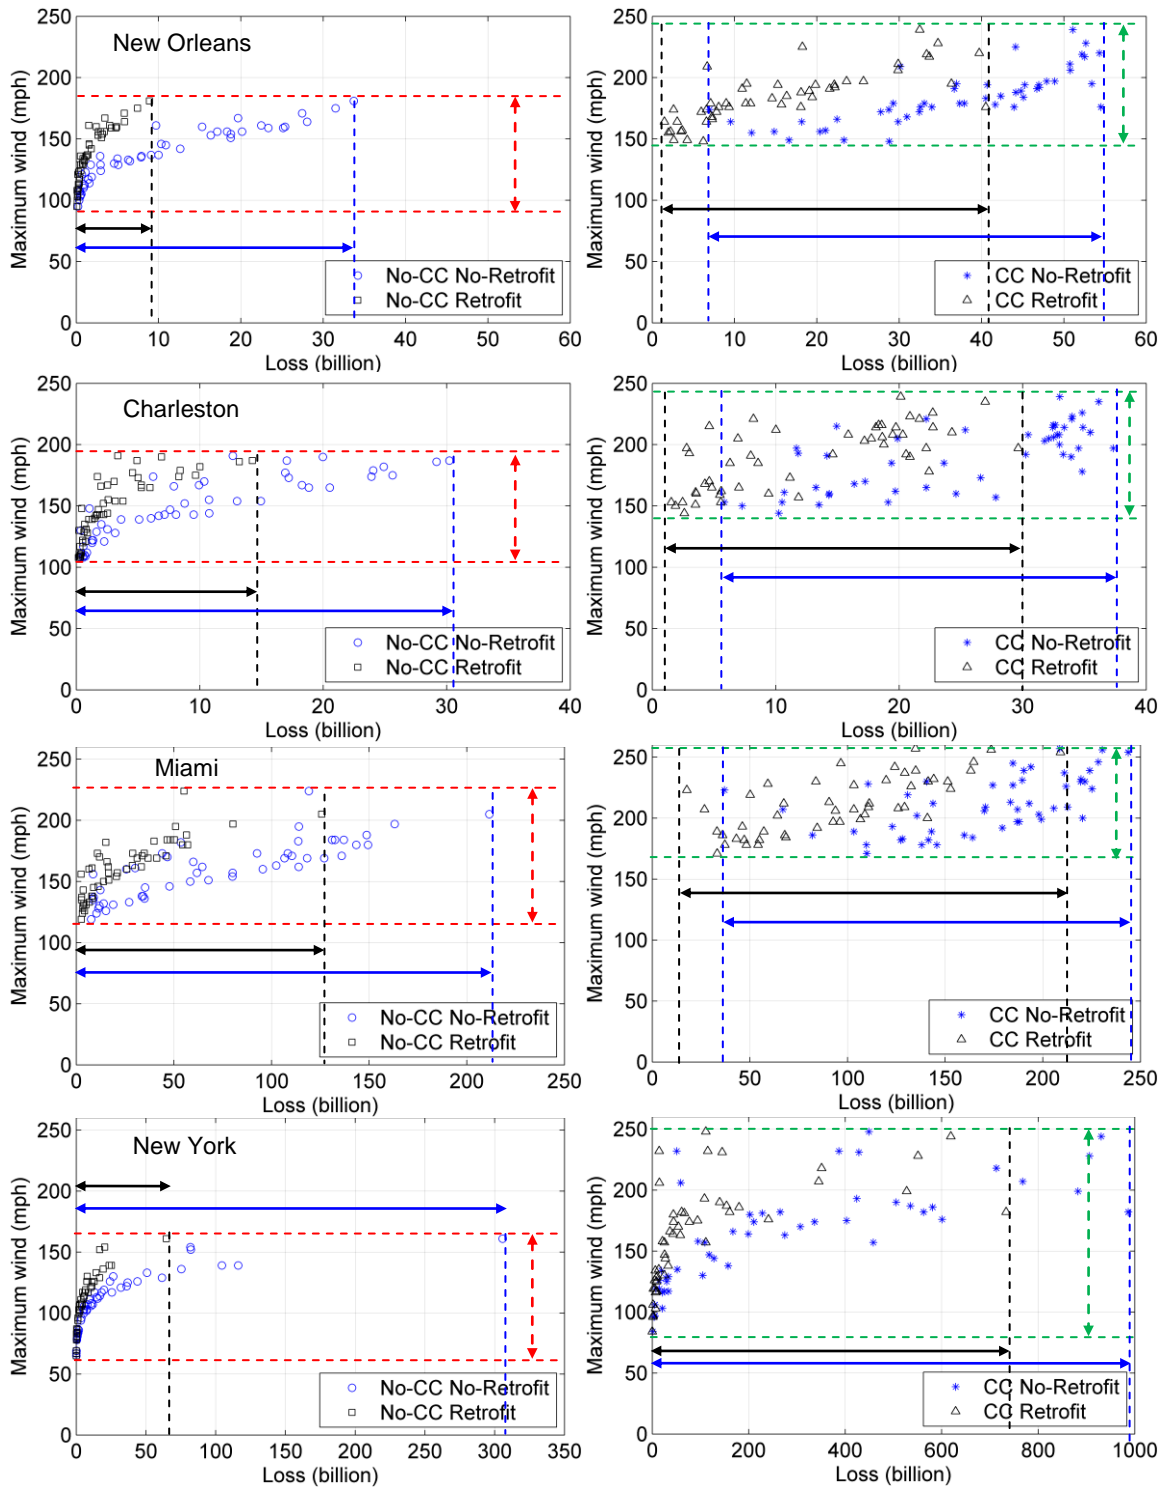 New Orleans
Maximum wind (mph)
250
200
150
100
50
0
No-CC No-Retrofit
No-CC Retrofit
0 10 20 30 40 50 60
Loss (billion)
Maximum wind (mph)
250
200
150
100
50
0
CC No-Retrofit
CC Retrofit
0 10 20 30 40 50 60
Loss (billion)
Charleston
Maximum wind (mph)
250
200
150
100
50
0
No-CC No-Retrofit
No-CC Retrofit
0 10 20 30 40
Loss (billion)
Maximum wind (mph)
250
200
150
100
50
0
CC No-Retrofit
CC Retrofit
0 10 20 30 40
Loss (billion)
Miami
Maximum wind (mph)
250
200
150
100
50
0
No-CC No-Retrofit
No-CC Retrofit
0 50 100 150 200 250
Loss (billion)
Maximum wind (mph)
250
200
150
100
50
0
CC No-Retrofit
CC Retrofit
0 50 100 150 200 250
Loss (billion)
New York
Maximum wind (mph)
250
200
150
100
50
0
No-CC No-Retrofit
No-CC Retrofit
0 50 100 150 200 250 300 350
Loss (billion)
Maximum wind (mph)
250
200
150
100
50
0
CC No-Retrofit
CC Retrofit
0 200 400 600 800 1000
Loss (billion)